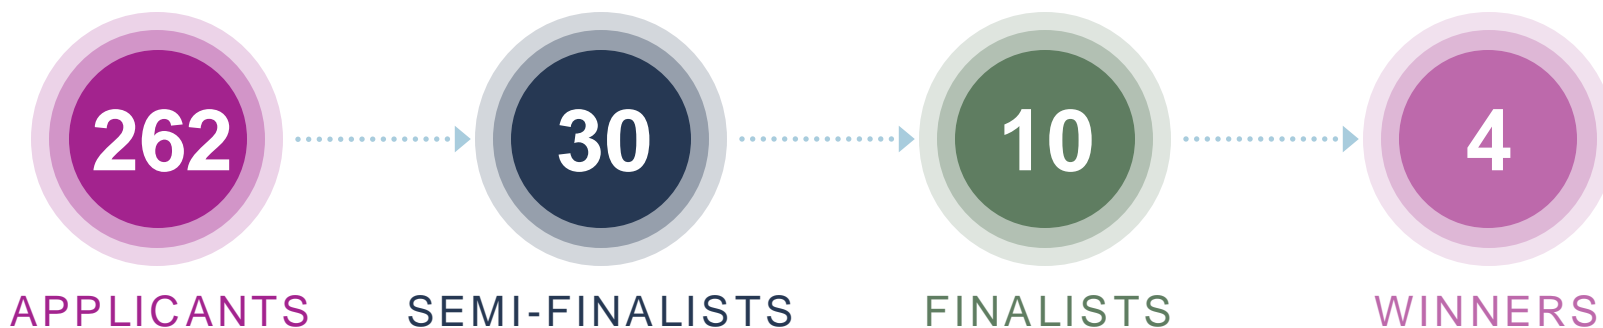 262 30 10 4
APPLICANTS SEMI-FINALISTS FINALISTS WINNERS